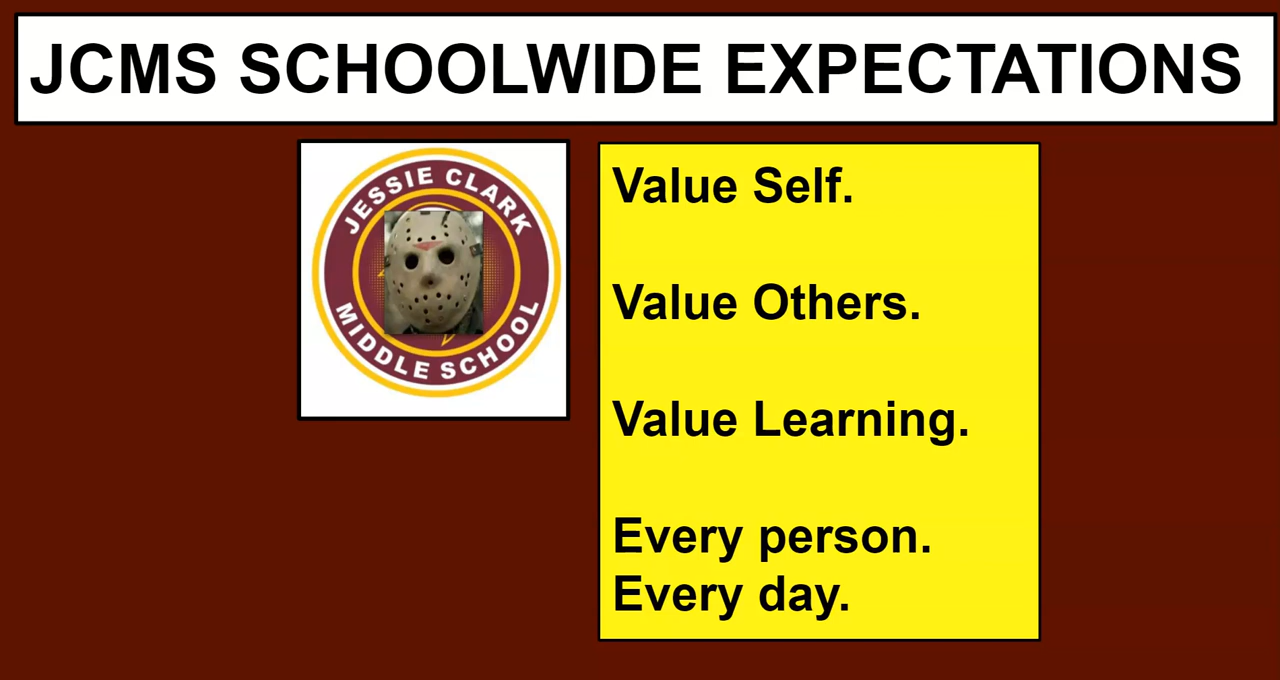 JCMS SCHOOLWIDE EXPECTATIONS
JESSIE CLARK
MIDDLE SCHOOL
Value Self.
Value Others.
Value Learning.
Every person.
Every day.